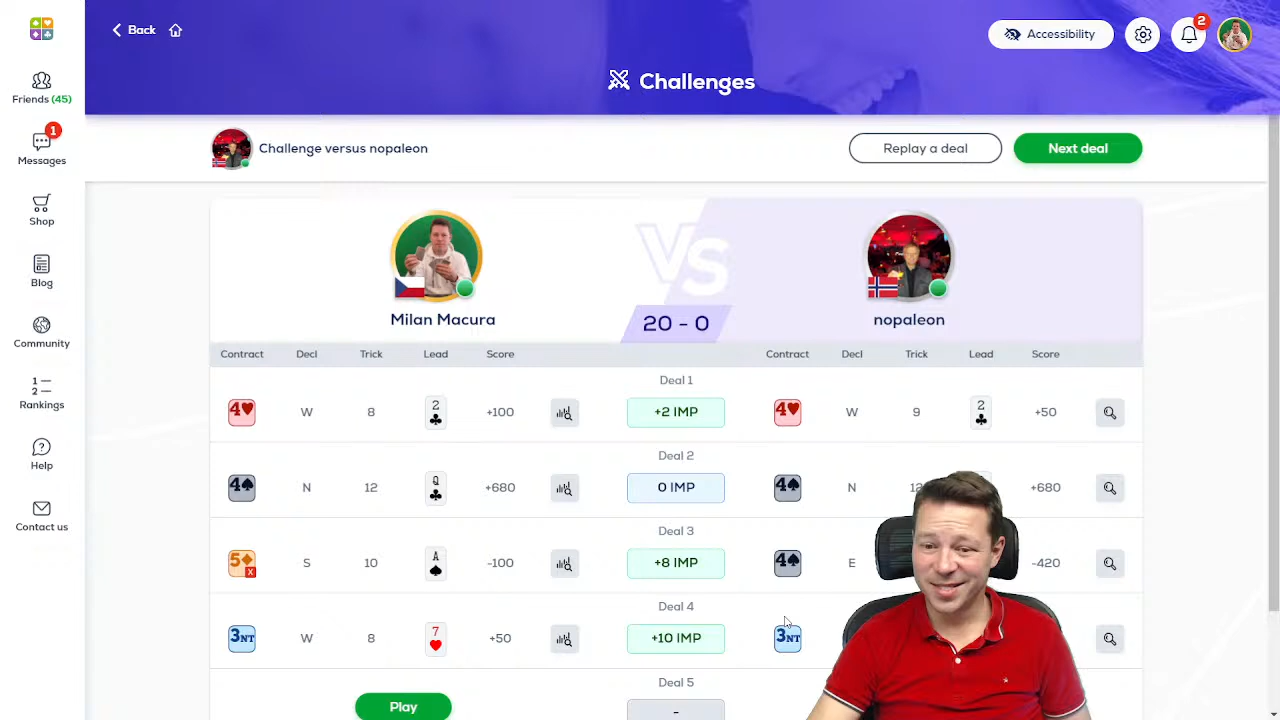 Back
Accessibility
2
Challenges
Friends (45)
1
Messages
Shop
Blog
Community
1
2
Rankings
Help
Contact us
Challenge versus nopaleon
Replay a deal
Next deal
VS
Milan Macura
20 - 0
nopaleon
Contract Decl Trick Lead Score
Contract Decl Trick Lead Score
Deal 1
4♥ W 8 2♣ +100
+2 IMP
4♥ W 9 2♣ +50
Deal 2
4♠ N 12 Q♣ +680
0 IMP
4♠ N +680
Deal 3
5♦ X S 10 A♠ -100
+8 IMP
4♠ E -420
Deal 4
3NT W 8 7♥ +50
+10 IMP
3NT
Deal 5
Play
-